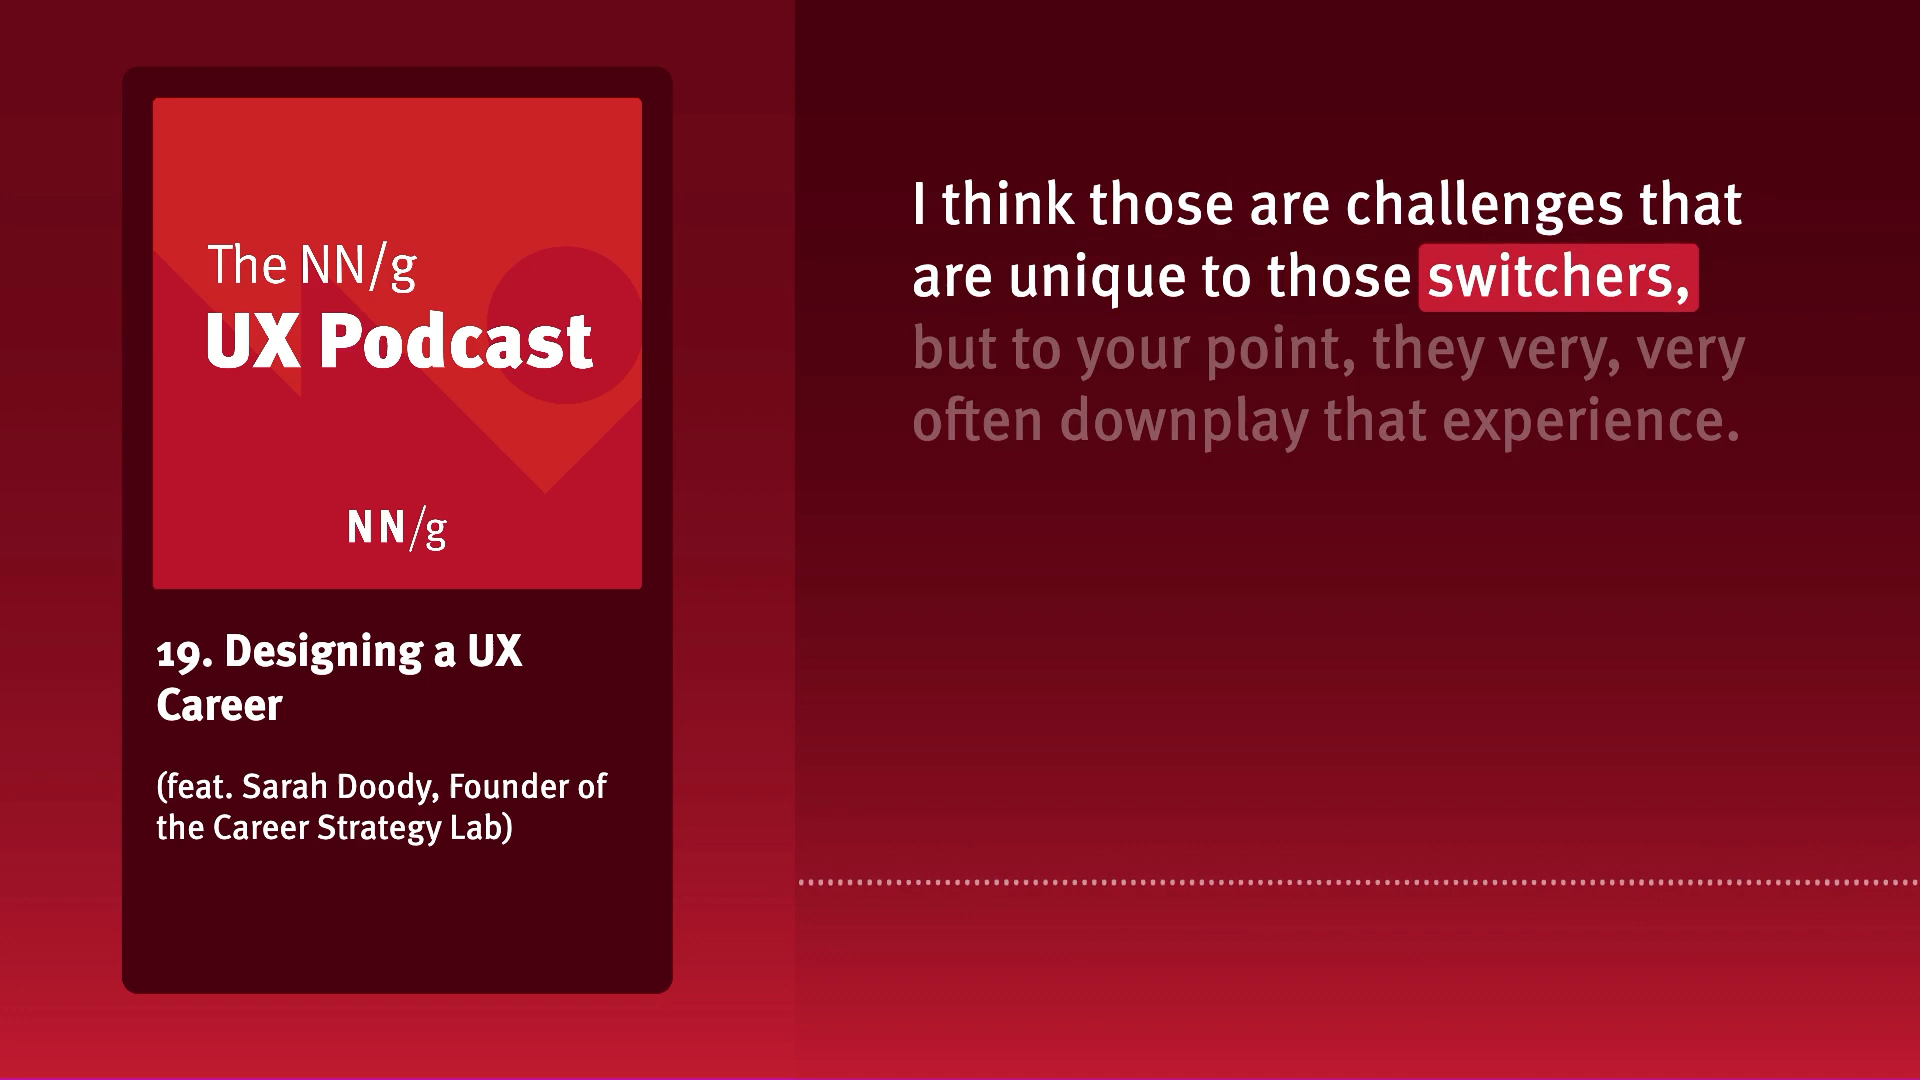 The NN/g
UX Podcast
NN/g
19. Designing a UX
Career
(feat. Sarah Doody, Founder of
the Career Strategy Lab)
I think those are challenges that
are unique to those switchers,
but to your point, they very, very
often downplay that experience.